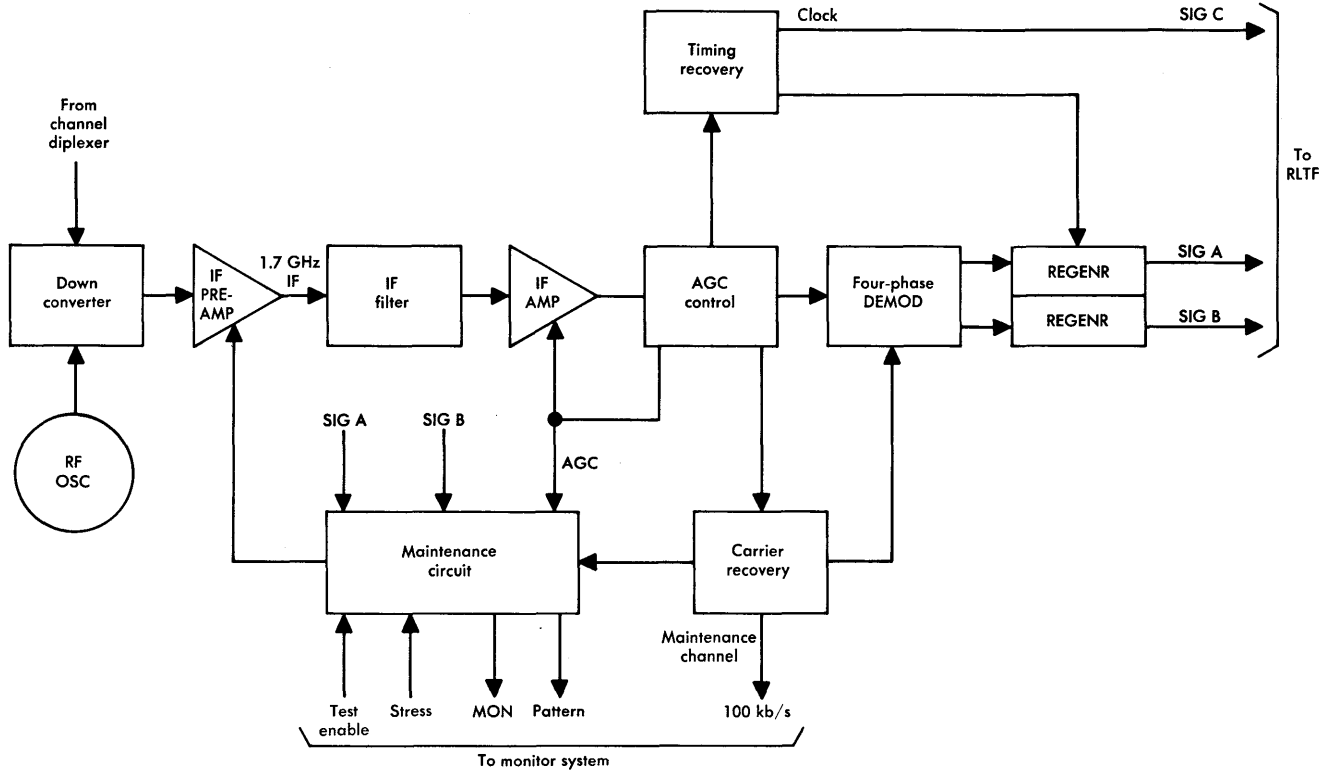 Clock
SIG C
Timing
recovery
From
channel
diplexer
To
RLTF
Down
converter
IF
PRE-
AMP
1.7 GHz
IF
IF
filter
IF
AMP
AGC
control
Four-phase
DEMOD
REGENR
REGENR
SIG A
SIG B
RF
OSC
SIG A
SIG B
AGC
Maintenance
circuit
Carrier
recovery
Maintenance
channel
Test
enable
Stress
MON
Pattern
100 kb/s
To monitor system